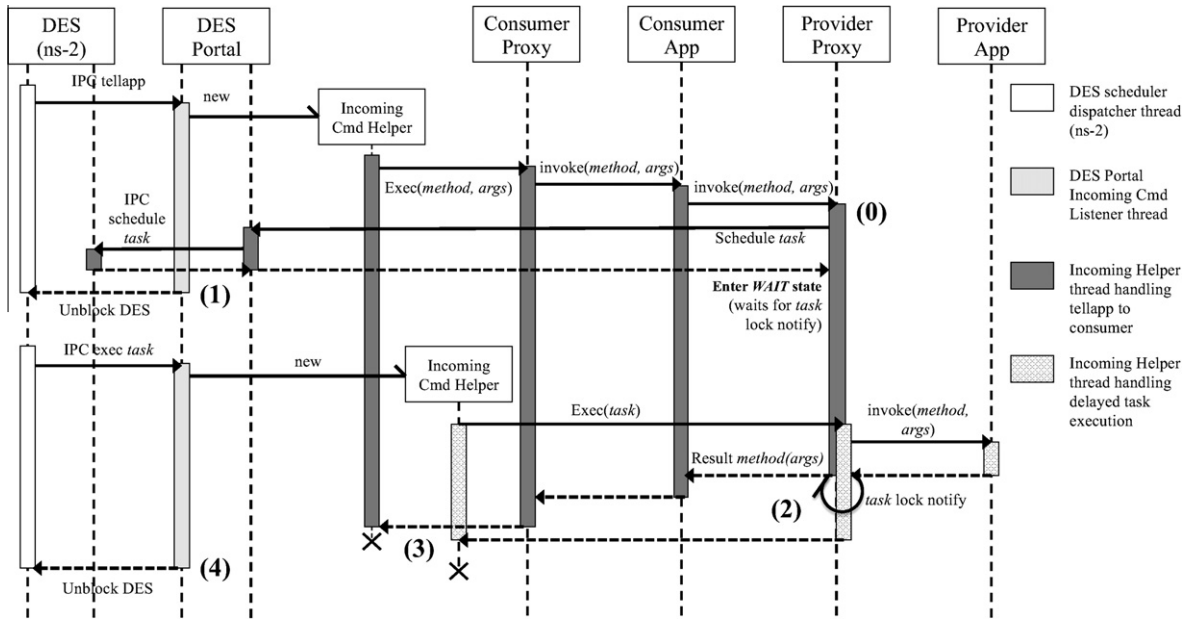 DES
(ns-2)
DES
Portal
Consumer
Proxy
Consumer
App
Provider
Proxy
Provider
App
IPC tellapp
new
Incoming
Cmd Helper
Exec(method, args)
invoke(method, args)
invoke(method, args)
(0)
IPC
schedule
task
Schedule task
(1)
Unblock DES
Enter WAIT state
(waits for task
lock notify)
IPC exec task
new
Incoming
Cmd Helper
Exec(task)
invoke(method,
args)
Result method(args)
(2)
task lock notify
(3)
(4)
Unblock DES
DES scheduler
dispatcher thread
(ns-2)
DES Portal
Incoming Cmd
Listener thread
Incoming Helper
thread handling
tellapp to
consumer
Incoming Helper
thread handling
delayed task
execution